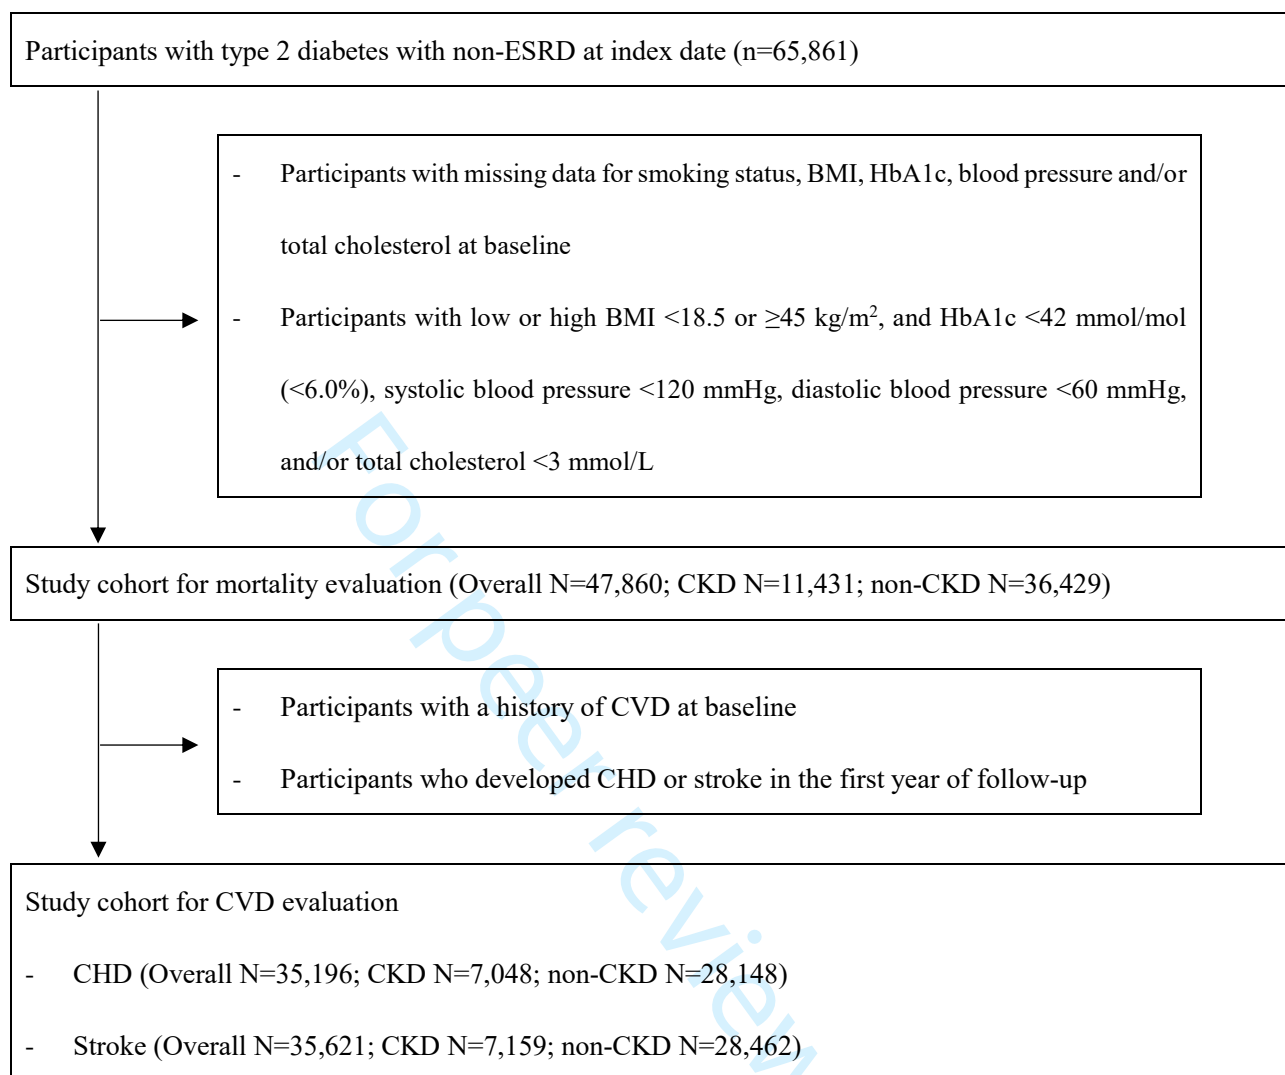 Participants with type 2 diabetes with non-ESRD at index date (n=65,861)
- Participants with missing data for smoking status, BMI, HbA1c, blood pressure and/or
total cholesterol at baseline
- Participants with low or high BMI <18.5 or ≥45 kg/m², and HbA1c <42 mmol/mol
(<6.0%), systolic blood pressure <120 mmHg, diastolic blood pressure <60 mmHg,
and/or total cholesterol <3 mmol/L
Study cohort for mortality evaluation (Overall N=47,860; CKD N=11,431; non-CKD N=36,429)
- Participants with a history of CVD at baseline
- Participants who developed CHD or stroke in the first year of follow-up
Study cohort for CVD evaluation
- CHD (Overall N=35,196; CKD N=7,048; non-CKD N=28,148)
- Stroke (Overall N=35,621; CKD N=7,159; non-CKD N=28,462)
For peer review